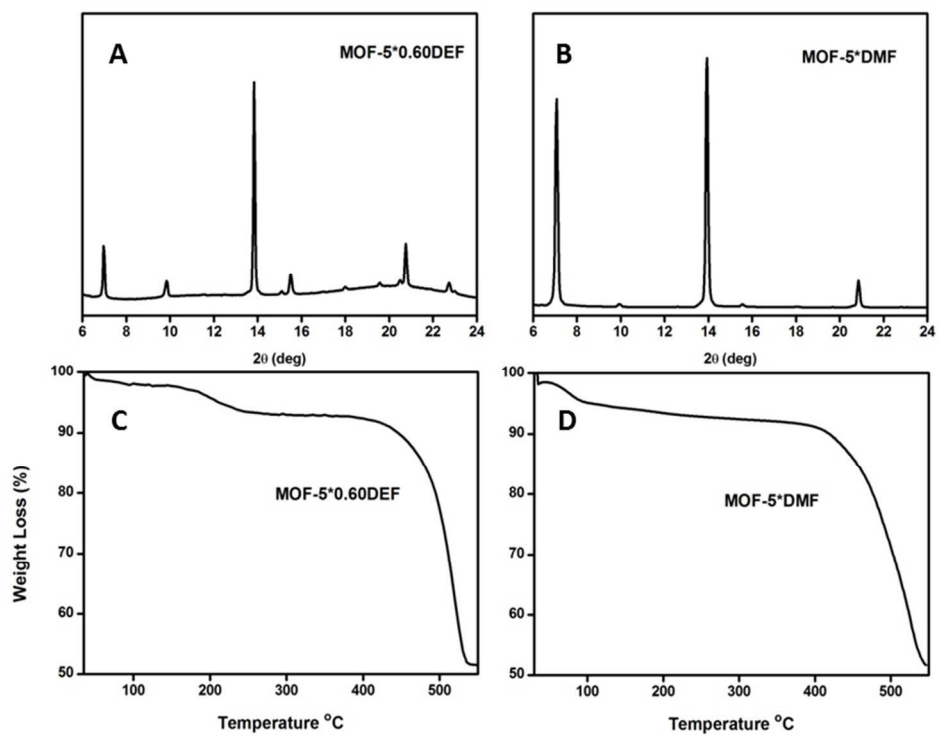 A
MOF-5*0.60DEF
6 8 10 12 14 16 18 20 22 24
2θ (deg)
B
MOF-5*DMF
6 8 10 12 14 16 18 20 22 24
2θ (deg)
Weight Loss (%)
100
90
80
70
60
50
C
MOF-5*0.60DEF
100 200 300 400 500
Temperature °C
100
90
80
70
60
50
D
MOF-5*DMF
100 200 300 400 500
Temperature °C